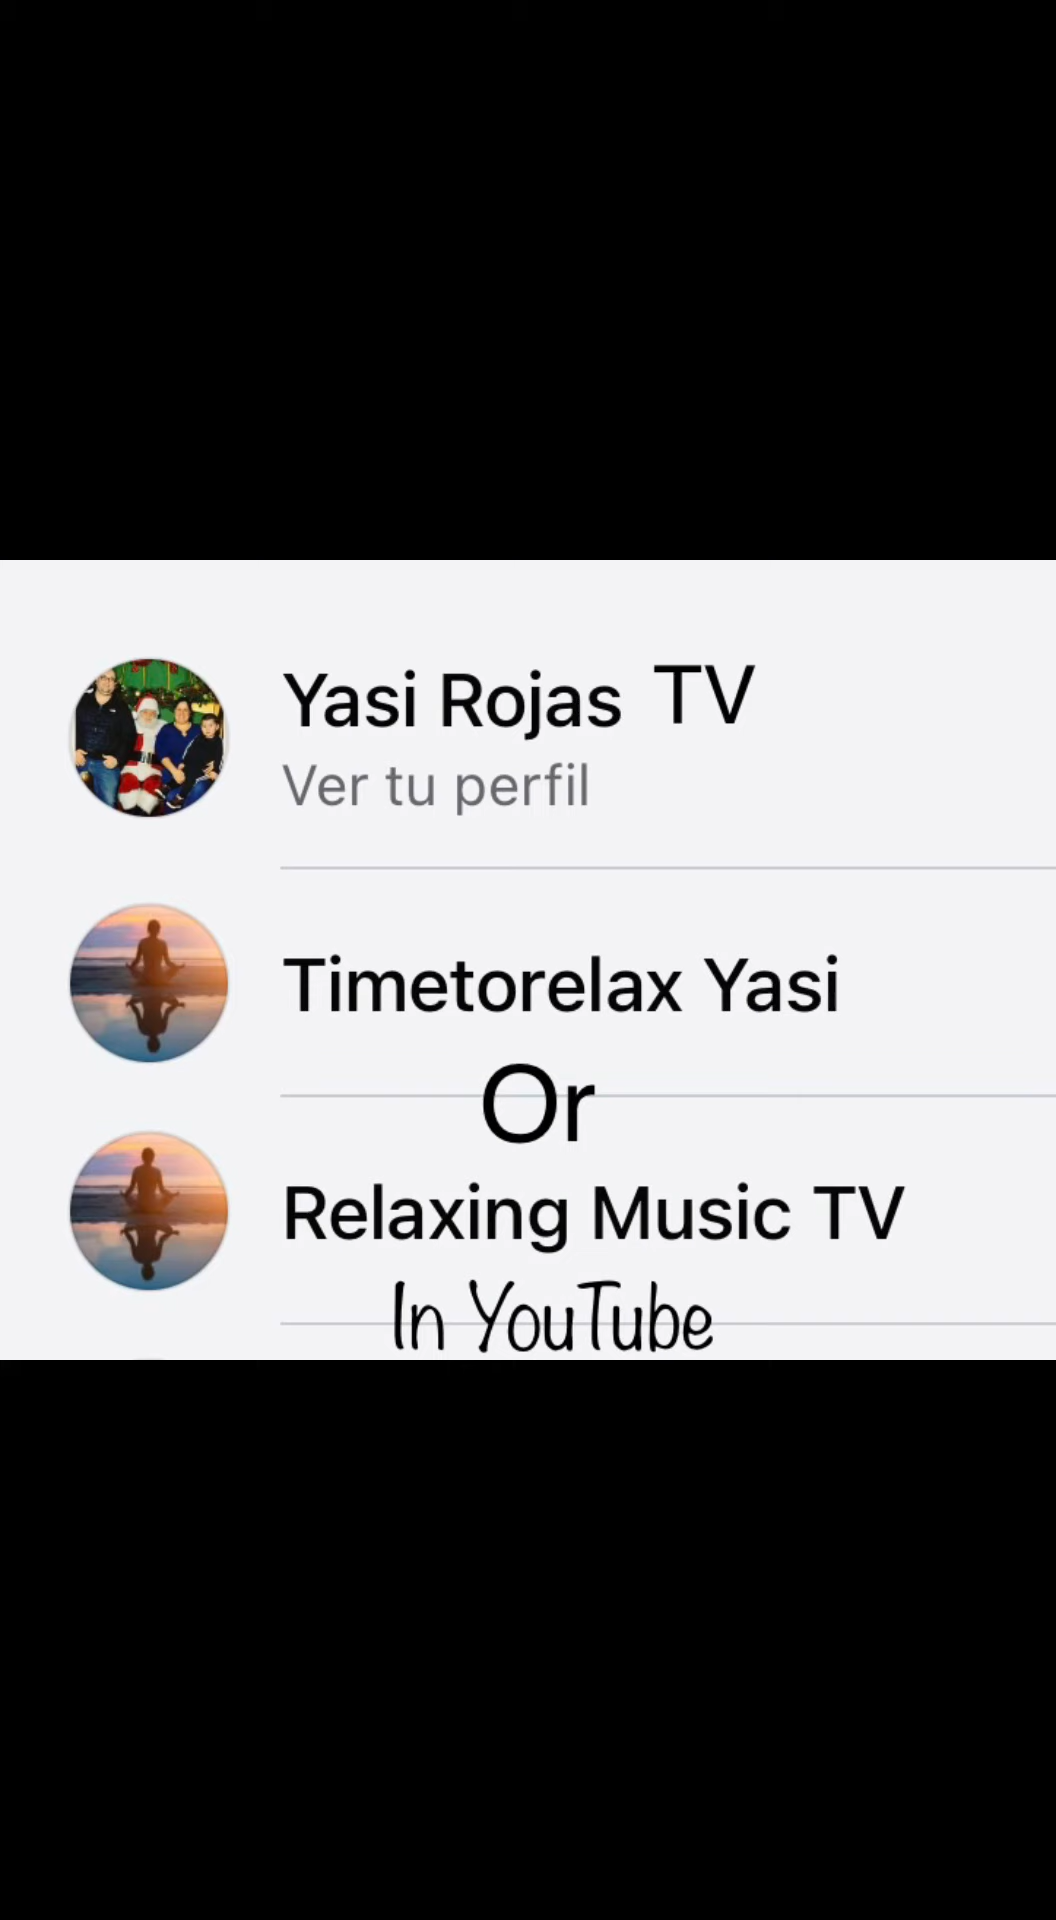 Yasi Rojas TV
Ver tu perfil
Timetorelax Yasi
Or
Relaxing Music TV
In YouTube